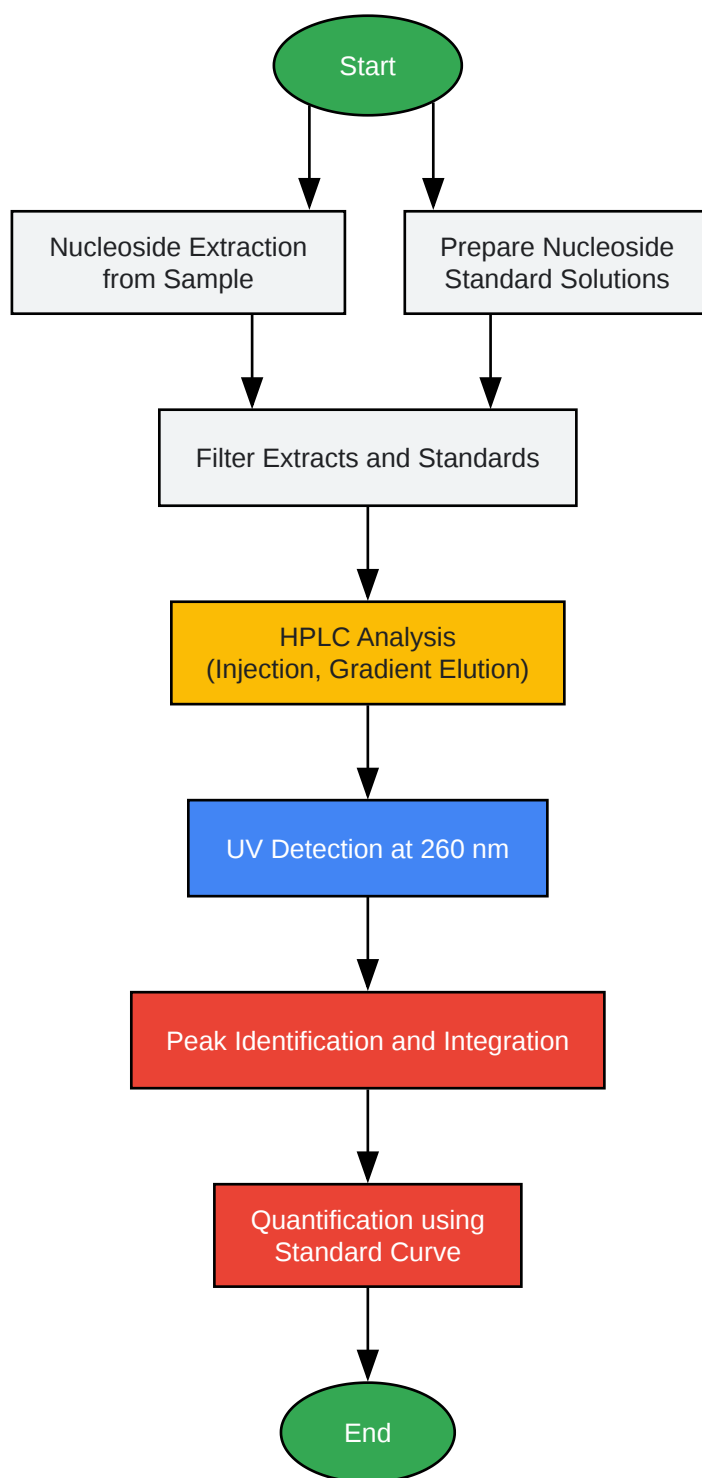 Start
Nucleoside Extraction
from Sample
Prepare Nucleoside
Standard Solutions
Filter Extracts and Standards
HPLC Analysis
(Injection, Gradient Elution)
UV Detection at 260 nm
Peak Identification and Integration
Quantification using
Standard Curve
End